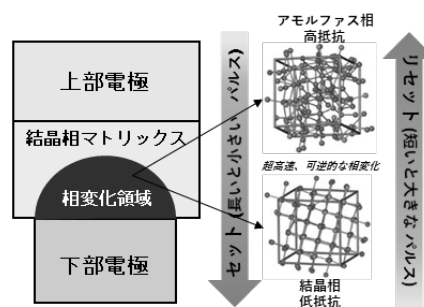 上部電極
結晶相マトリックス
相変化領域
下部電極
セット(長いと小さい パルス)
アモルファス相
高抵抗
超高速、可逆的な相変化
結晶相
低抵抗
リセット(短いと大きな パルス)